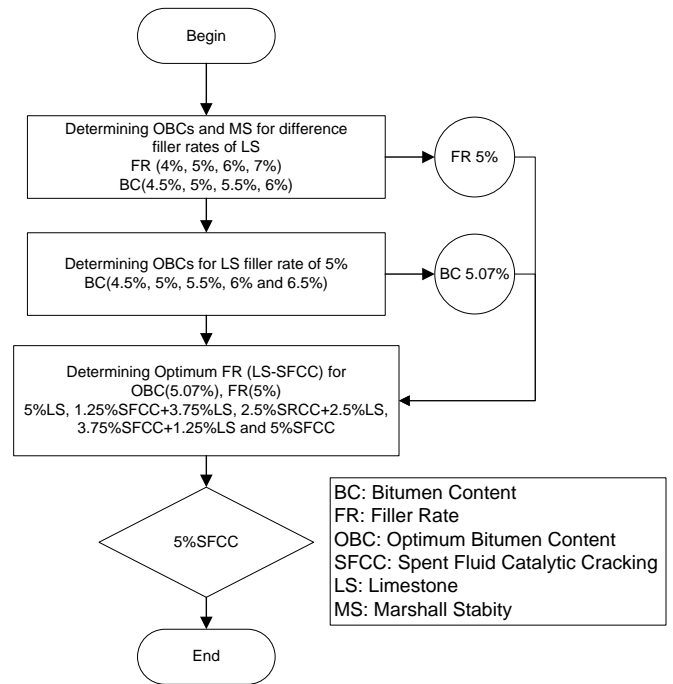 Begin
Determining OBCs and MS for difference
filler rates of LS
FR (4%, 5%, 6%, 7%)
BC(4.5%, 5%, 5.5%, 6%)
FR 5%
Determining OBCs for LS filler rate of 5%
BC(4.5%, 5%, 5.5%, 6% and 6.5%)
BC 5.07%
Determining Optimum FR (LS-SFCC) for
OBC(5.07%), FR(5%)
5%LS, 1.25%SFCC+3.75%LS, 2.5%SRCC+2.5%LS,
3.75%SFCC+1.25%LS and 5%SFCC
5%SFCC
End
BC: Bitumen Content
FR: Filler Rate
OBC: Optimum Bitumen Content
SFCC: Spent Fluid Catalytic Cracking
LS: Limestone
MS: Marshall Stabity